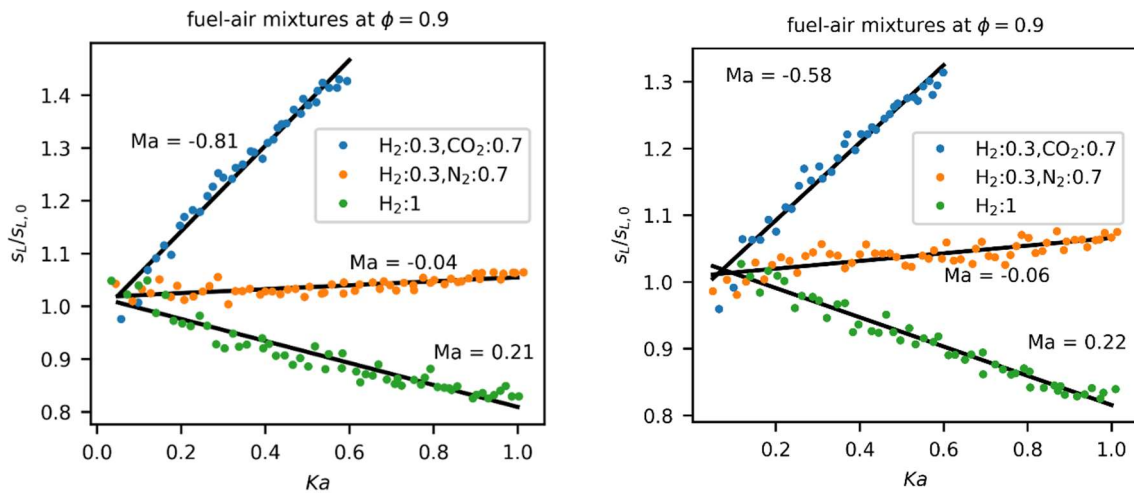 fuel-air mixtures at ϕ = 0.9
1.4
1.3
1.2
1.1
1.0
0.9
0.8
s_L/s_{L, 0}
Ma = -0.81
H₂:0.3,CO₂:0.7
H₂:0.3,N₂:0.7
H₂:1
Ma = -0.04
Ma = 0.21
0.0 0.2 0.4 0.6 0.8 1.0
Ka
fuel-air mixtures at ϕ = 0.9
1.3
1.2
1.1
1.0
0.9
0.8
s_L/s_{L, 0}
Ma = -0.58
H₂:0.3,CO₂:0.7
H₂:0.3,N₂:0.7
H₂:1
Ma = -0.06
Ma = 0.22
0.2 0.4 0.6 0.8 1.0
Ka